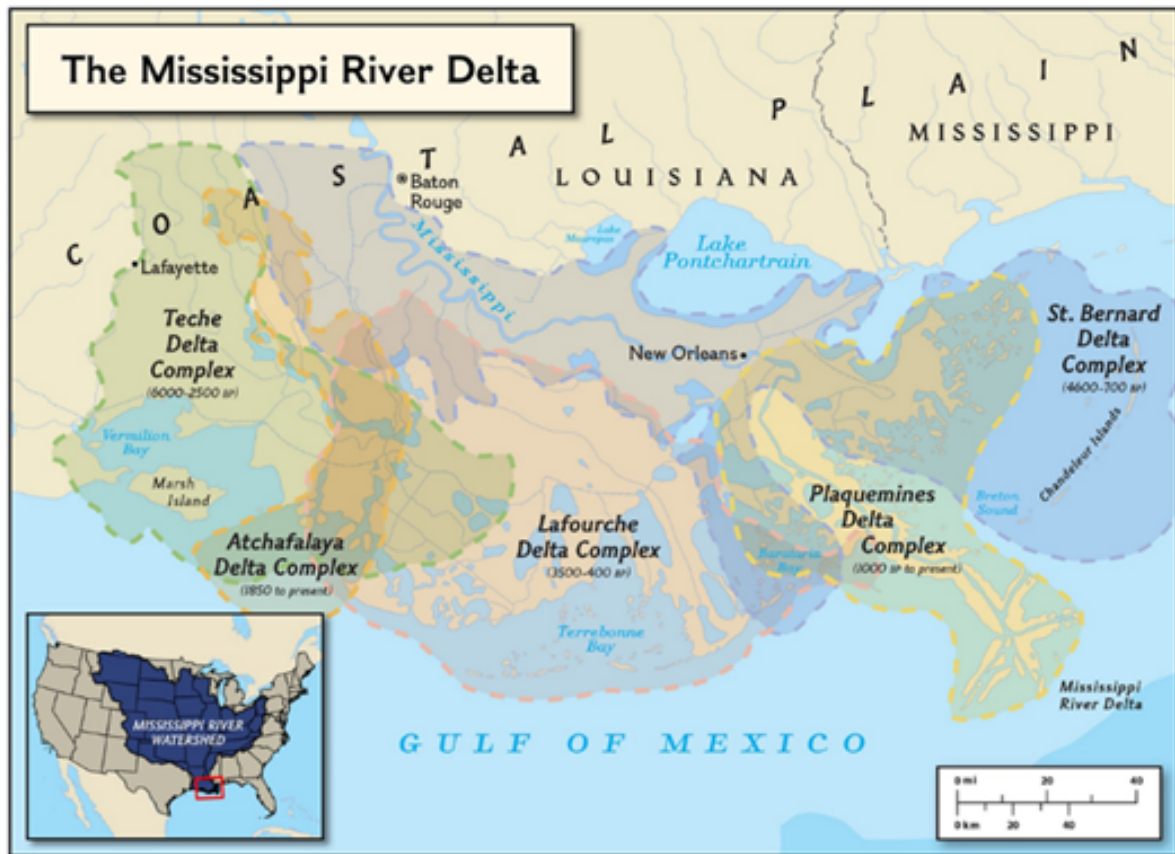 The Mississippi River Delta
COASTAL PLAIN
MISSISSIPPI
LOUISIANA
Baton
Rouge
Mississippi
Lake
Maurepas
Lake
Pontchartrain
Lafayette
Teche
Delta
Complex
(6000-2500 BP)
New Orleans
St. Bernard
Delta
Complex
(4600-700 BP)
Chandeleur Islands
Vermilion
Bay
Marsh
Island
Breton
Sound
Plaquemines
Delta
Complex
(1000 BP to present)
Lafourche
Delta Complex
(3500-400 BP)
Barataria
Bay
Atchafalaya
Delta Complex
(1850 to present)
Terrebonne
Bay
Mississippi
River Delta
GULF OF MEXICO
MISSISSIPPI RIVER
WATERSHED
0 mi 20 40
0 km 20 40